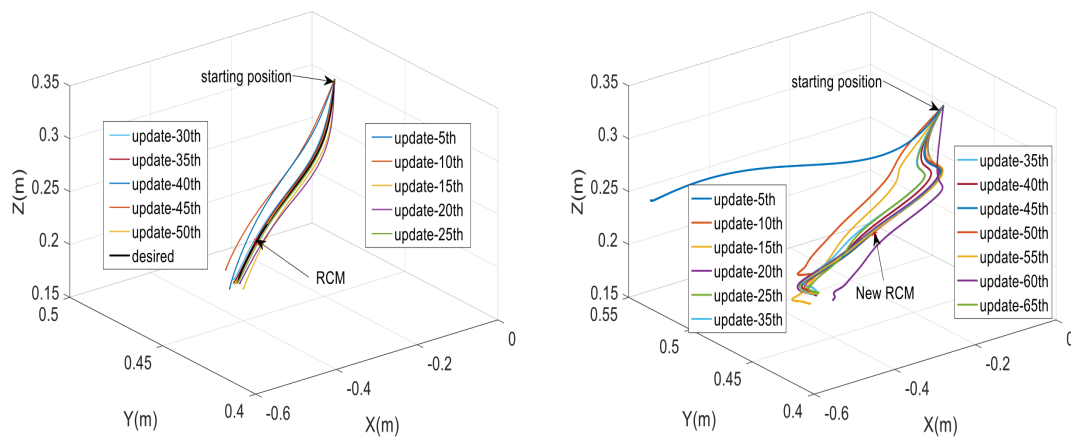 0.35
0.3
0.25
0.2
0.15
Z(m)
starting position
update-30th
update-35th
update-40th
update-45th
update-50th
desired
update-5th
update-10th
update-15th
update-20th
update-25th
RCM
0.5
0.45
0.4
Y(m)
-0.6
-0.4
-0.2
0
X(m)
0.35
0.3
0.25
0.2
0.15
Z(m)
starting position
update-5th
update-10th
update-15th
update-20th
update-25th
update-35th
update-35th
update-40th
update-45th
update-50th
update-55th
update-60th
update-65th
New RCM
0.55
0.5
0.45
0.4
Y(m)
-0.6
-0.4
-0.2
0
X(m)